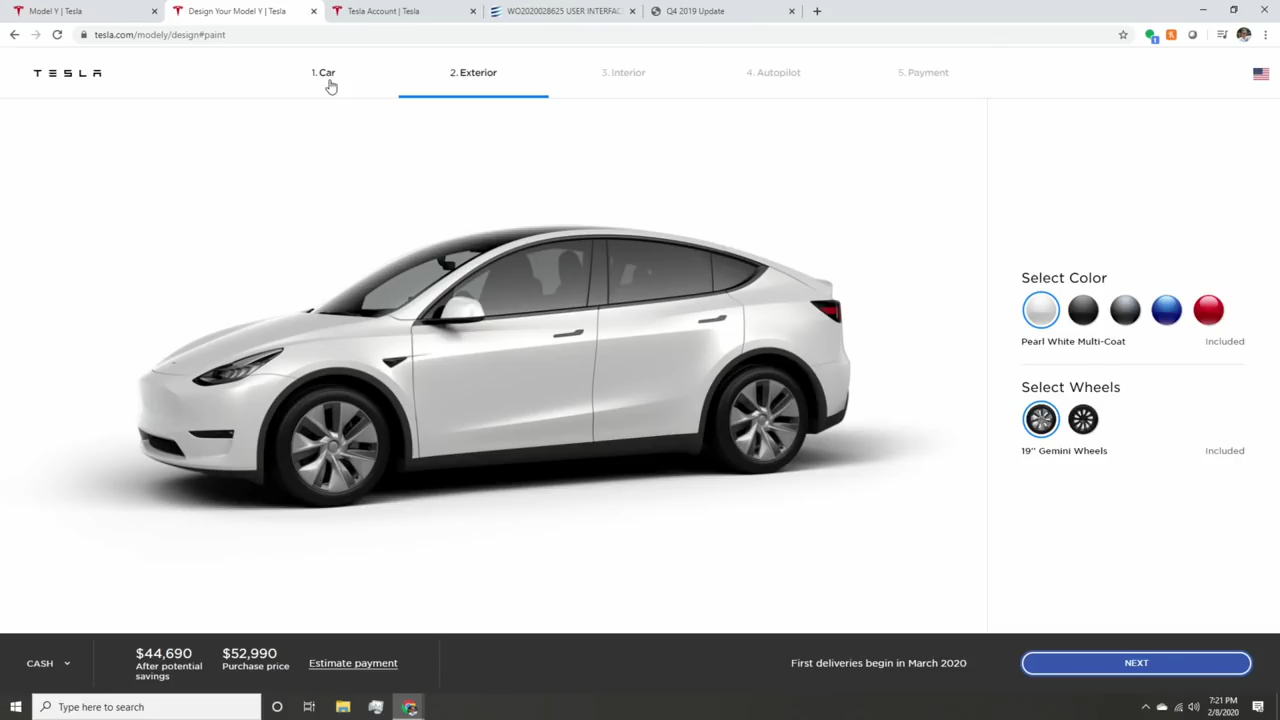 Model Y | Tesla
Design Your Model Y | Tesla
Tesla Account | Tesla
WO2020028625 USER INTERFAC
Q4 2019 Update
tesla.com/modely/design#paint
1
TESLA
1. Car
2. Exterior
3. Interior
4. Autopilot
5. Payment
Select Color
Pearl White Multi-Coat
Included
Select Wheels
19'' Gemini Wheels
Included
CASH
$44,690
After potential
savings
$52,990
Purchase price
Estimate payment
First deliveries begin in March 2020
NEXT
Type here to search
7:21 PM
2/8/2020